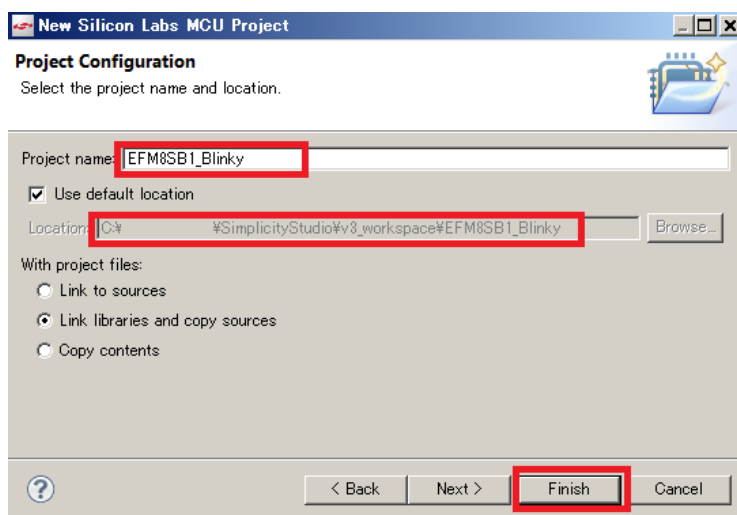 New Silicon Labs MCU Project
Project Configuration
Select the project name and location.
Project name: EFM8SB1_Blinky
Use default location
Location: C:¥ ¥SimplicityStudio¥v3_workspace¥EFM8SB1_Blinky Browse...
With project files:
Link to sources
Link libraries and copy sources
Copy contents
? < Back Next > Finish Cancel